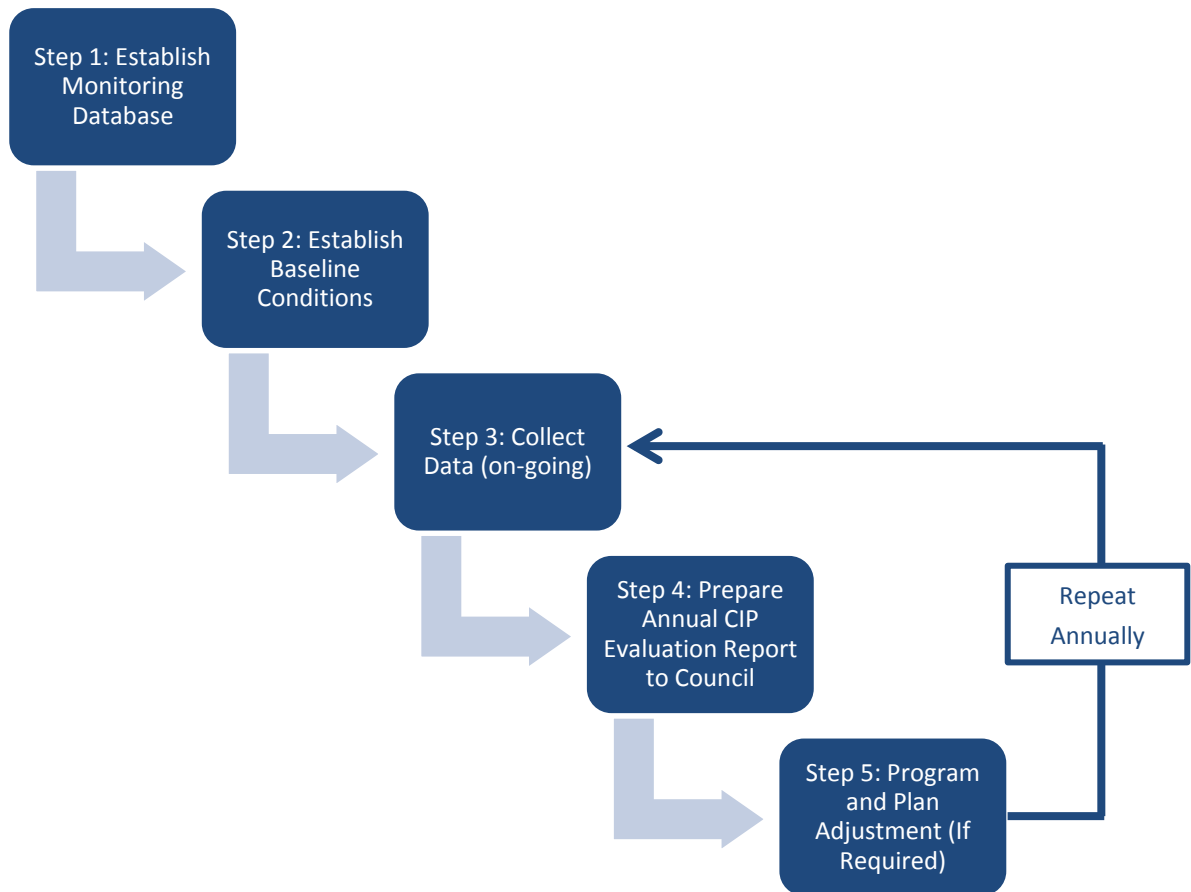 Step 1: Establish
Monitoring
Database
Step 2: Establish
Baseline
Conditions
Step 3: Collect
Data (on-going)
Step 4: Prepare
Annual CIP
Evaluation Report
to Council
Repeat
Annually
Step 5: Program
and Plan
Adjustment (If
Required)